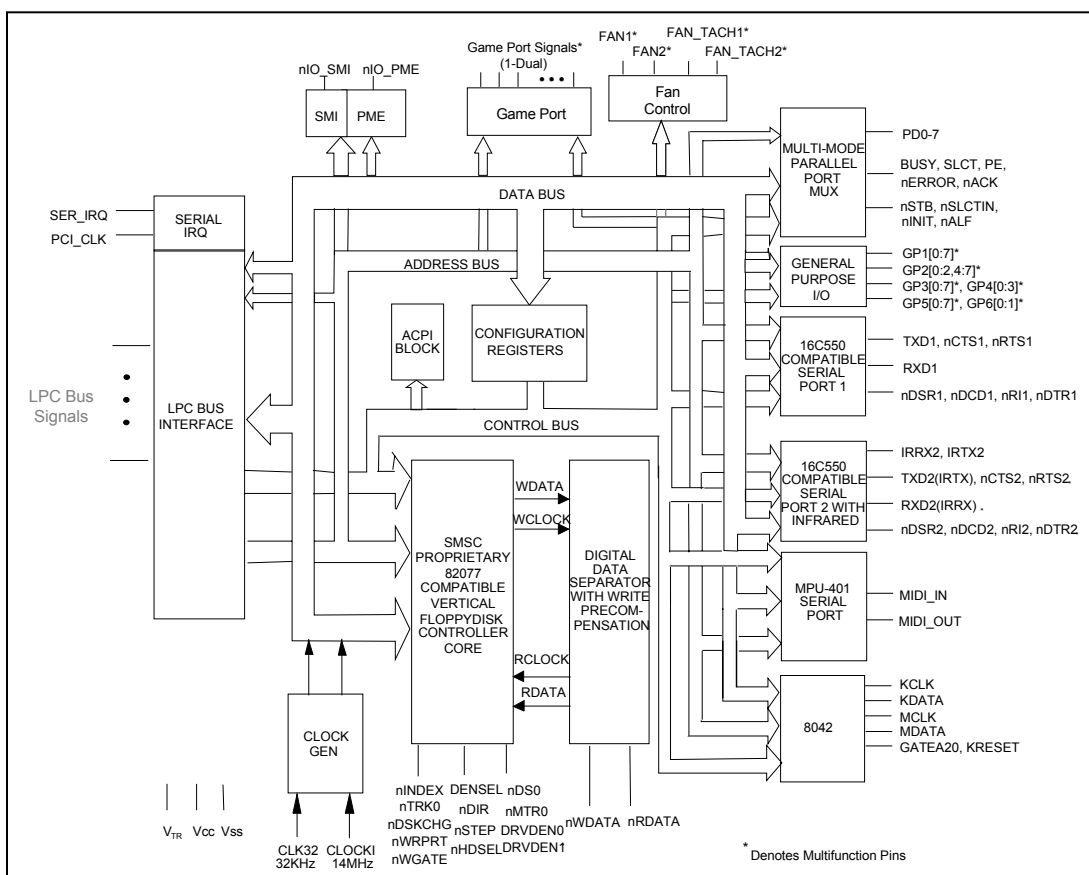 FAN1*
FAN2*
FAN_TACH1*
FAN_TACH2*
Game Port Signals*
(1-Dual)
nIO_SMI
nIO_PME
SMI
PME
Game Port
Fan
Control
MULTI-MODE
PARALLEL
PORT
MUX
PD0-7
BUSY, SLCT, PE,
nERROR, nACK
nSTB, nSLCTIN,
nINIT, nALF
DATA BUS
SER_IRQ
PCI_CLK
SERIAL
IRQ
ADDRESS BUS
GENERAL
PURPOSE
I/O
GP1[0:7]*
GP2[0:2,4:7]*
GP3[0:7]*, GP4[0:3]*
GP5[0:7]*, GP6[0:1]*
ACPI
BLOCK
CONFIGURATION
REGISTERS
16C550
COMPATIBLE
SERIAL
PORT 1
TXD1, nCTS1, nRTS1
RXD1
nDSR1, nDCD1, nRI1, nDTR1
LPC Bus
Signals
LPC BUS
INTERFACE
CONTROL BUS
16C550
COMPATIBLE
SERIAL
PORT 2 WITH
INFRARED
IRRX2, IRTX2
TXD2(IRTX), nCTS2, nRTS2.
RXD2(IRRX) .
nDSR2, nDCD2, nRI2, nDTR2.
SMSC
PROPRIETARY
82077
COMPATIBLE
VERTICAL
FLOPPYDISK
CONTROLLER
CORE
WDATA
WCLOCK
RCLOCK
RDATA
DIGITAL
DATA
SEPARATOR
WITH WRITE
PRECOM-
PENSATION
MPU-401
SERIAL
PORT
MIDI_IN
MIDI_OUT
8042
KCLK
KDATA
MCLK
MDATA
GATEA20, KRESET
CLOCK
GEN
VTR Vcc Vss
CLK32
32KHz
CLOCKI
14MHz
nINDEX
nTRK0
nDSKCHG
nWRPRT
nWGATE
DENSEL
nDIR
nSTEP
nHDSEL
nDS0
nMTR0
DRVDEN0
DRVDEN1
nWDATA
nRDATA
* Denotes Multifunction Pins